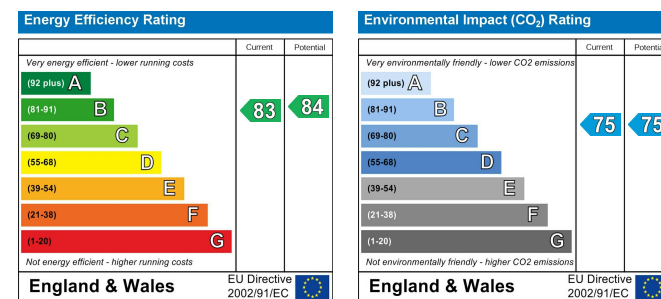 Energy Efficiency Rating
Current Potential
Very energy efficient - lower running costs
(92 plus) A
(81-91) B
(69-80) C
(55-68) D
(39-54) E
(21-38) F
(1-20) G
83 84
Not energy efficient - higher running costs
England & Wales
EU Directive
2002/91/EC
Environmental Impact (CO₂) Rating
Current Potentia
Very environmentally friendly - lower CO2 emissions
(92 plus) A
(81-91) B
(69-80) C
(55-68) D
(39-54) E
(21-38) F
(1-20) G
75 75
Not environmentally friendly - higher CO2 emissions
England & Wales
EU Directive
2002/91/EC